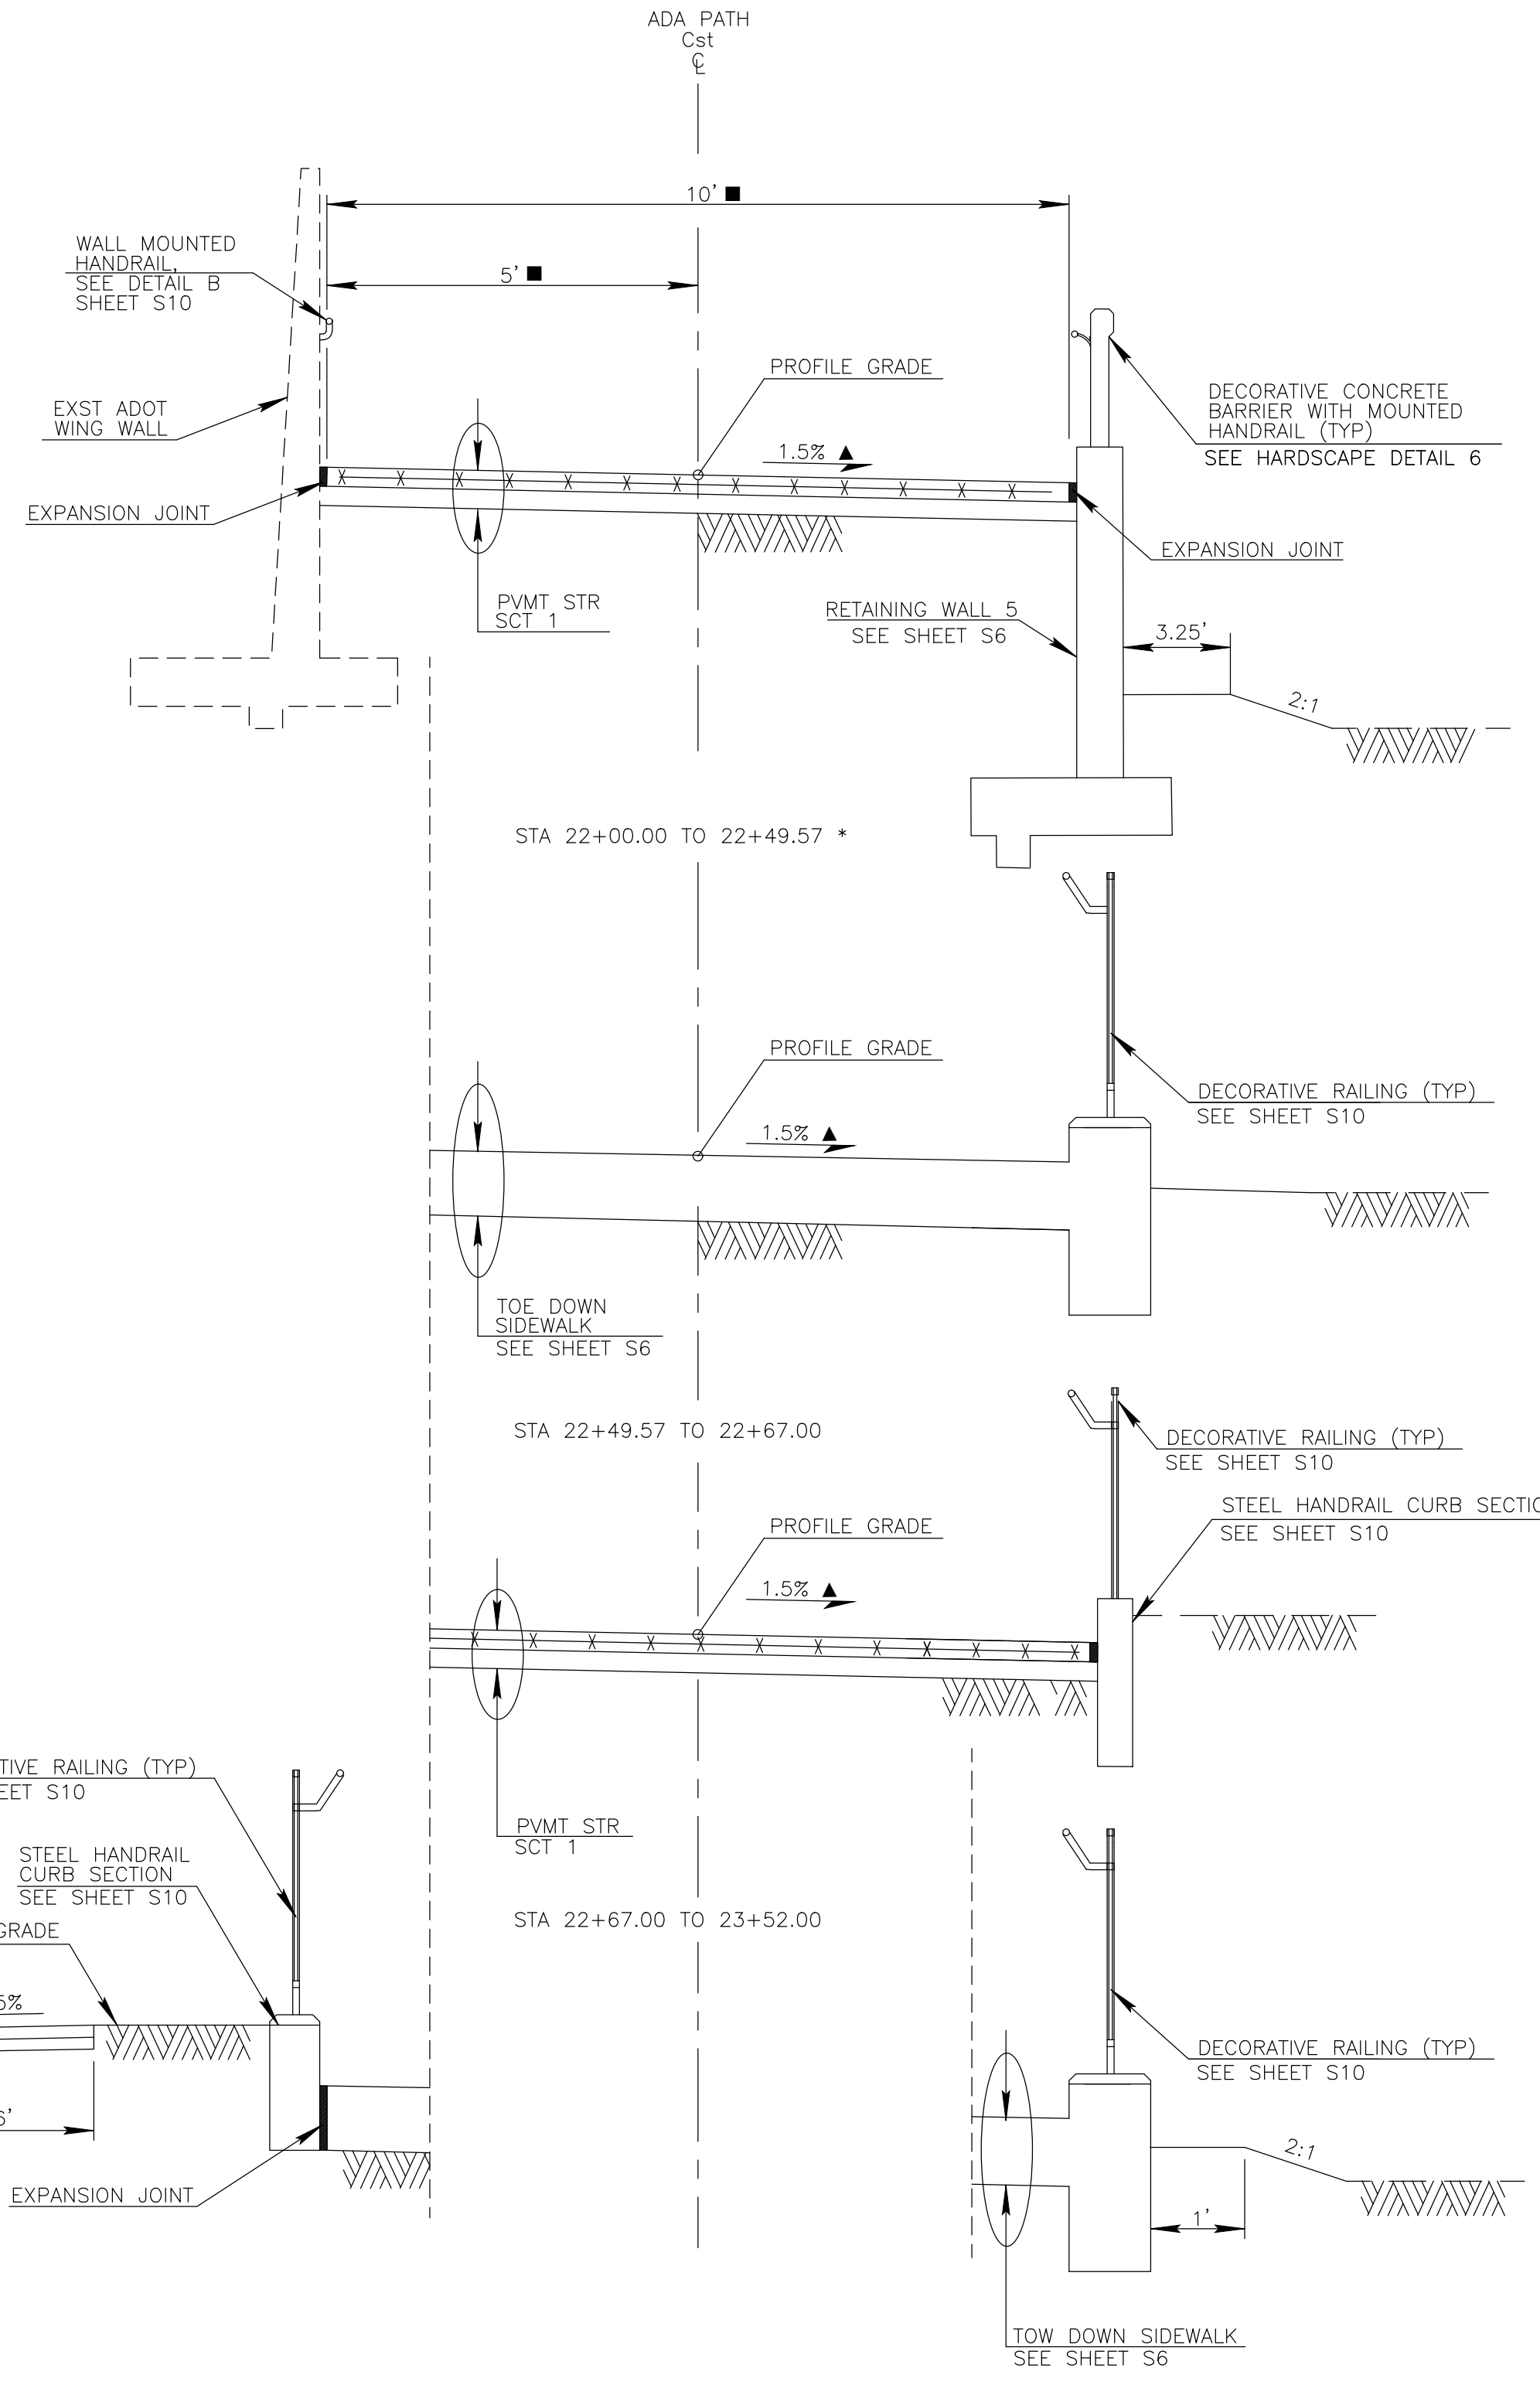 ADA PATH
Cst
℄
10' ■
5' ■
WALL MOUNTED
HANDRAIL,
SEE DETAIL B
SHEET S10
EXST ADOT
WING WALL
EXPANSION JOINT
PROFILE GRADE
1.5% ▲
DECORATIVE CONCRETE
BARRIER WITH MOUNTED
HANDRAIL (TYP)
SEE HARDSCAPE DETAIL 6
EXPANSION JOINT
PVMT STR
SCT 1
RETAINING WALL 5
SEE SHEET S6
3.25'
2:1
STA 22+00.00 TO 22+49.57 *
PROFILE GRADE
1.5% ▲
DECORATIVE RAILING (TYP)
SEE SHEET S10
TOE DOWN
SIDEWALK
SEE SHEET S6
STA 22+49.57 TO 22+67.00
DECORATIVE RAILING (TYP)
SEE SHEET S10
STEEL HANDRAIL CURB SECTIO
SEE SHEET S10
PROFILE GRADE
1.5% ▲
PVMT STR
SCT 1
STA 22+67.00 TO 23+52.00
TIVE RAILING (TYP)
EET S10
STEEL HANDRAIL
CURB SECTION
SEE SHEET S10
GRADE
5%
6'
EXPANSION JOINT
DECORATIVE RAILING (TYP)
SEE SHEET S10
2:1
1'
TOW DOWN SIDEWALK
SEE SHEET S6